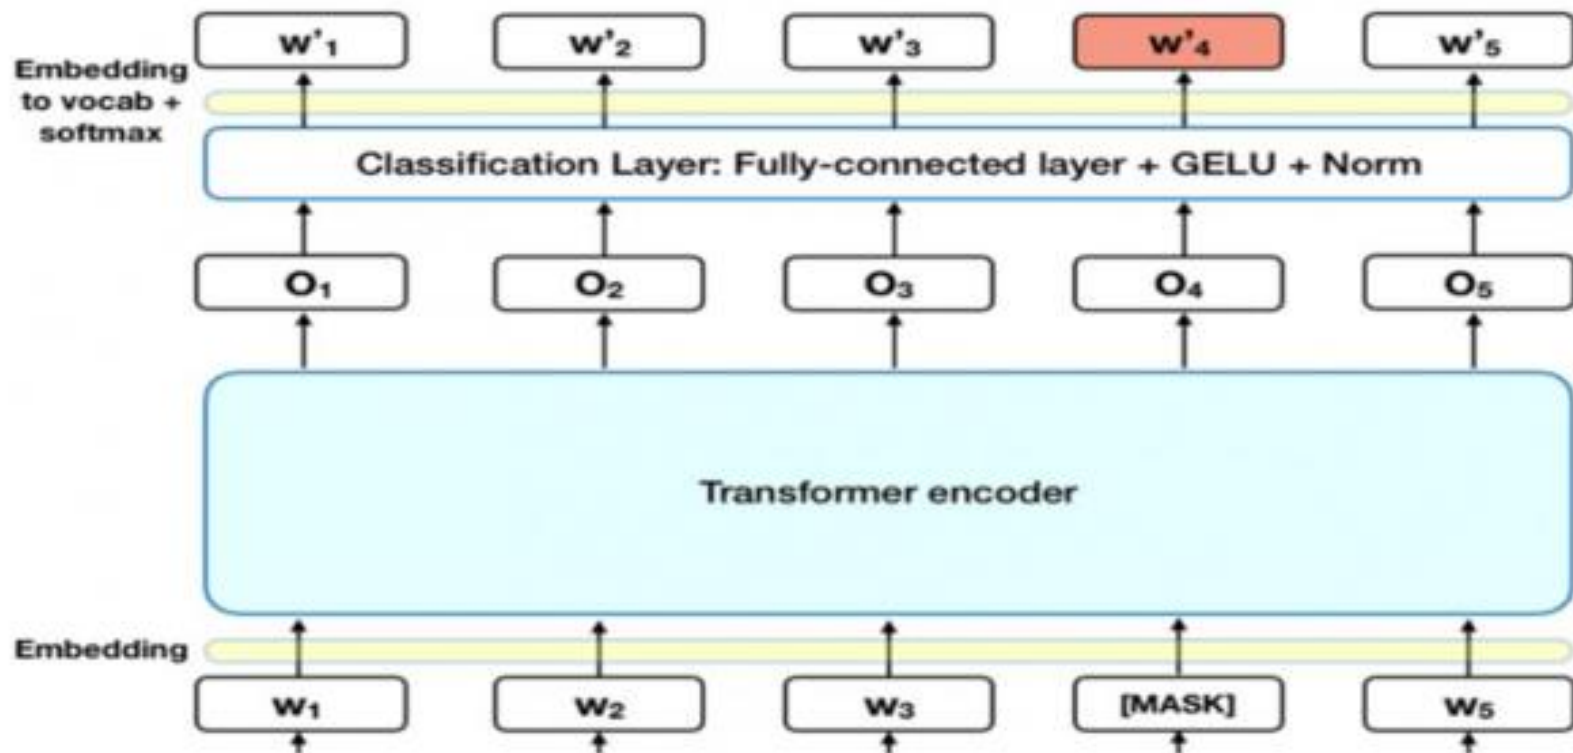 w'1 w'2 w'3 w'4 w'5
Embedding
to vocab +
softmax
Classification Layer: Fully-connected layer + GELU + Norm
O1 O2 O3 O4 O5
Transformer encoder
Embedding
W1 W2 W3 [MASK] W5